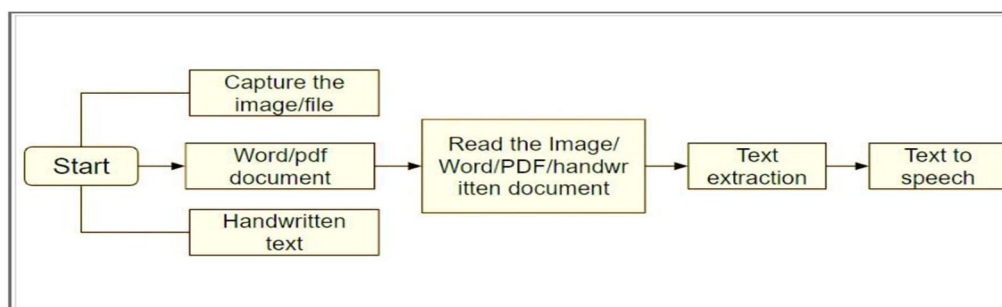 Capture the
image/file
Start
Word/pdf
document
Handwritten
text
Read the Image/
Word/PDF/handwr
itten document
Text
extraction
Text to
speech